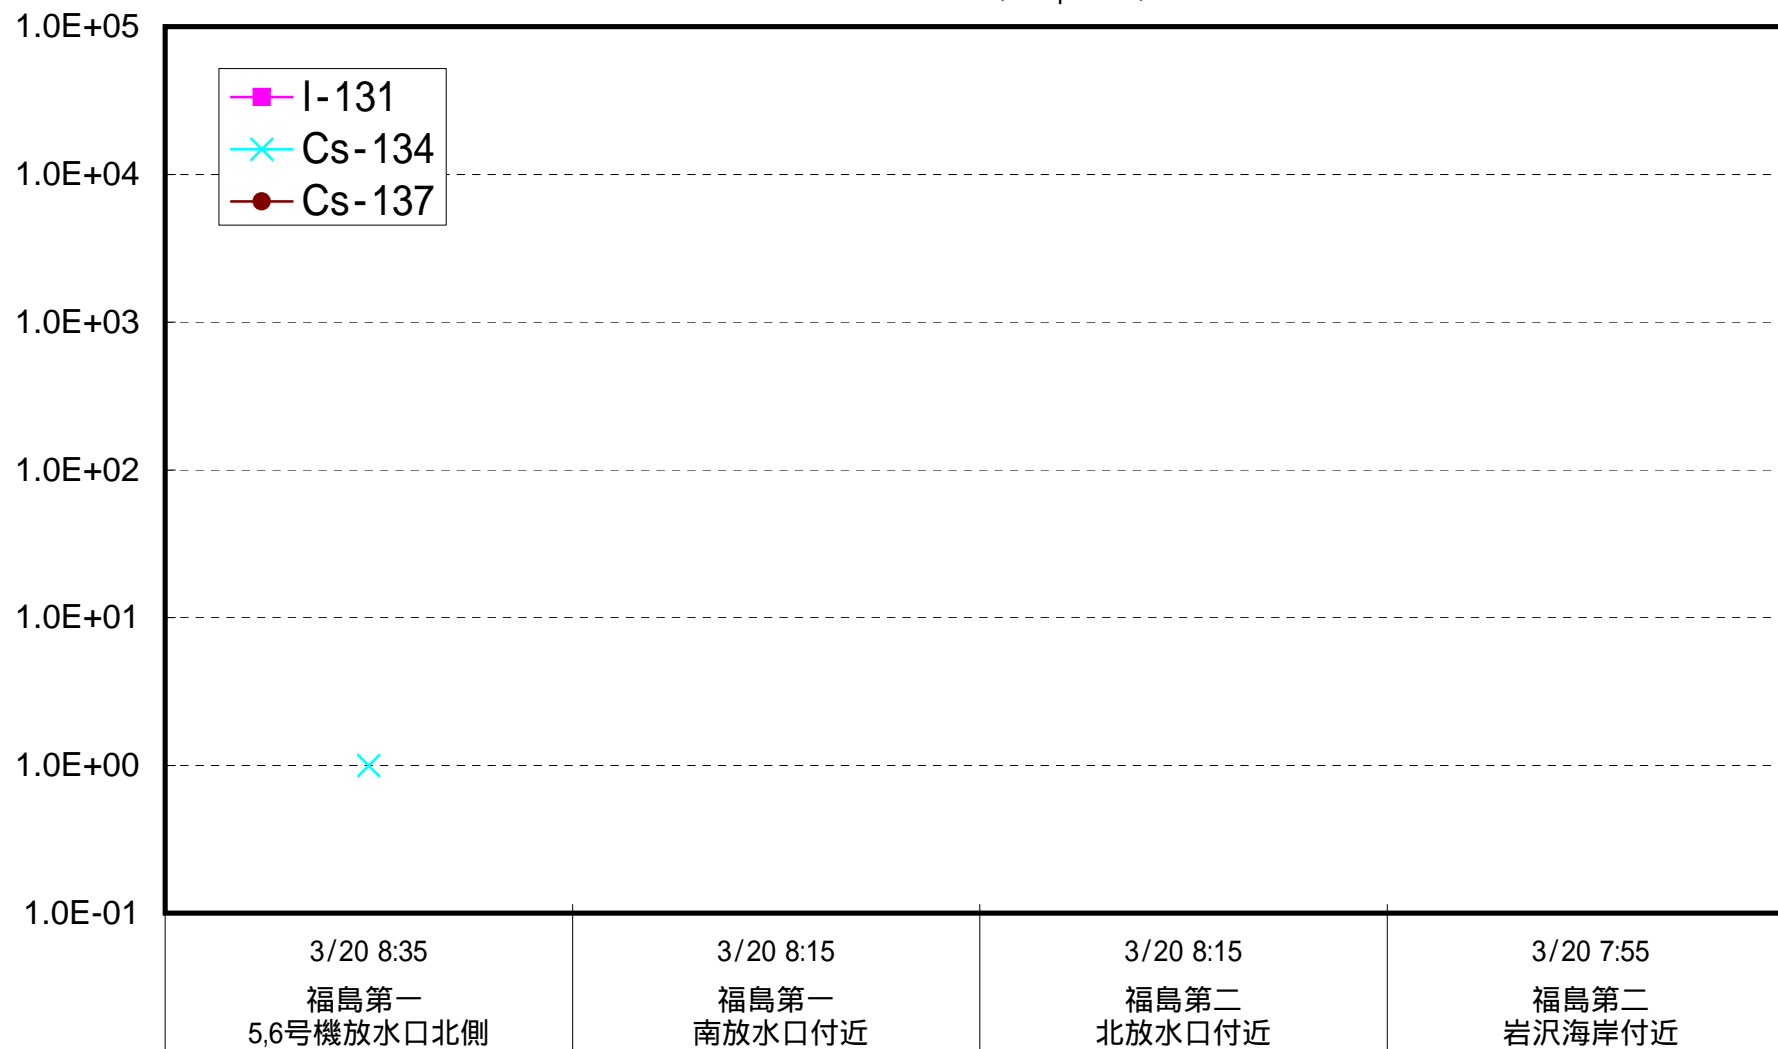 1.0E+05
I-131
Cs-134
Cs-137
1.0E+04
1.0E+03
1.0E+02
1.0E+01
1.0E+00
1.0E-01
3/20 8:35
福島第一
5,6号機放水口北側
3/20 8:15
福島第一
南放水口付近
3/20 8:15
福島第二
北放水口付近
3/20 7:55
福島第二
岩沢海岸付近